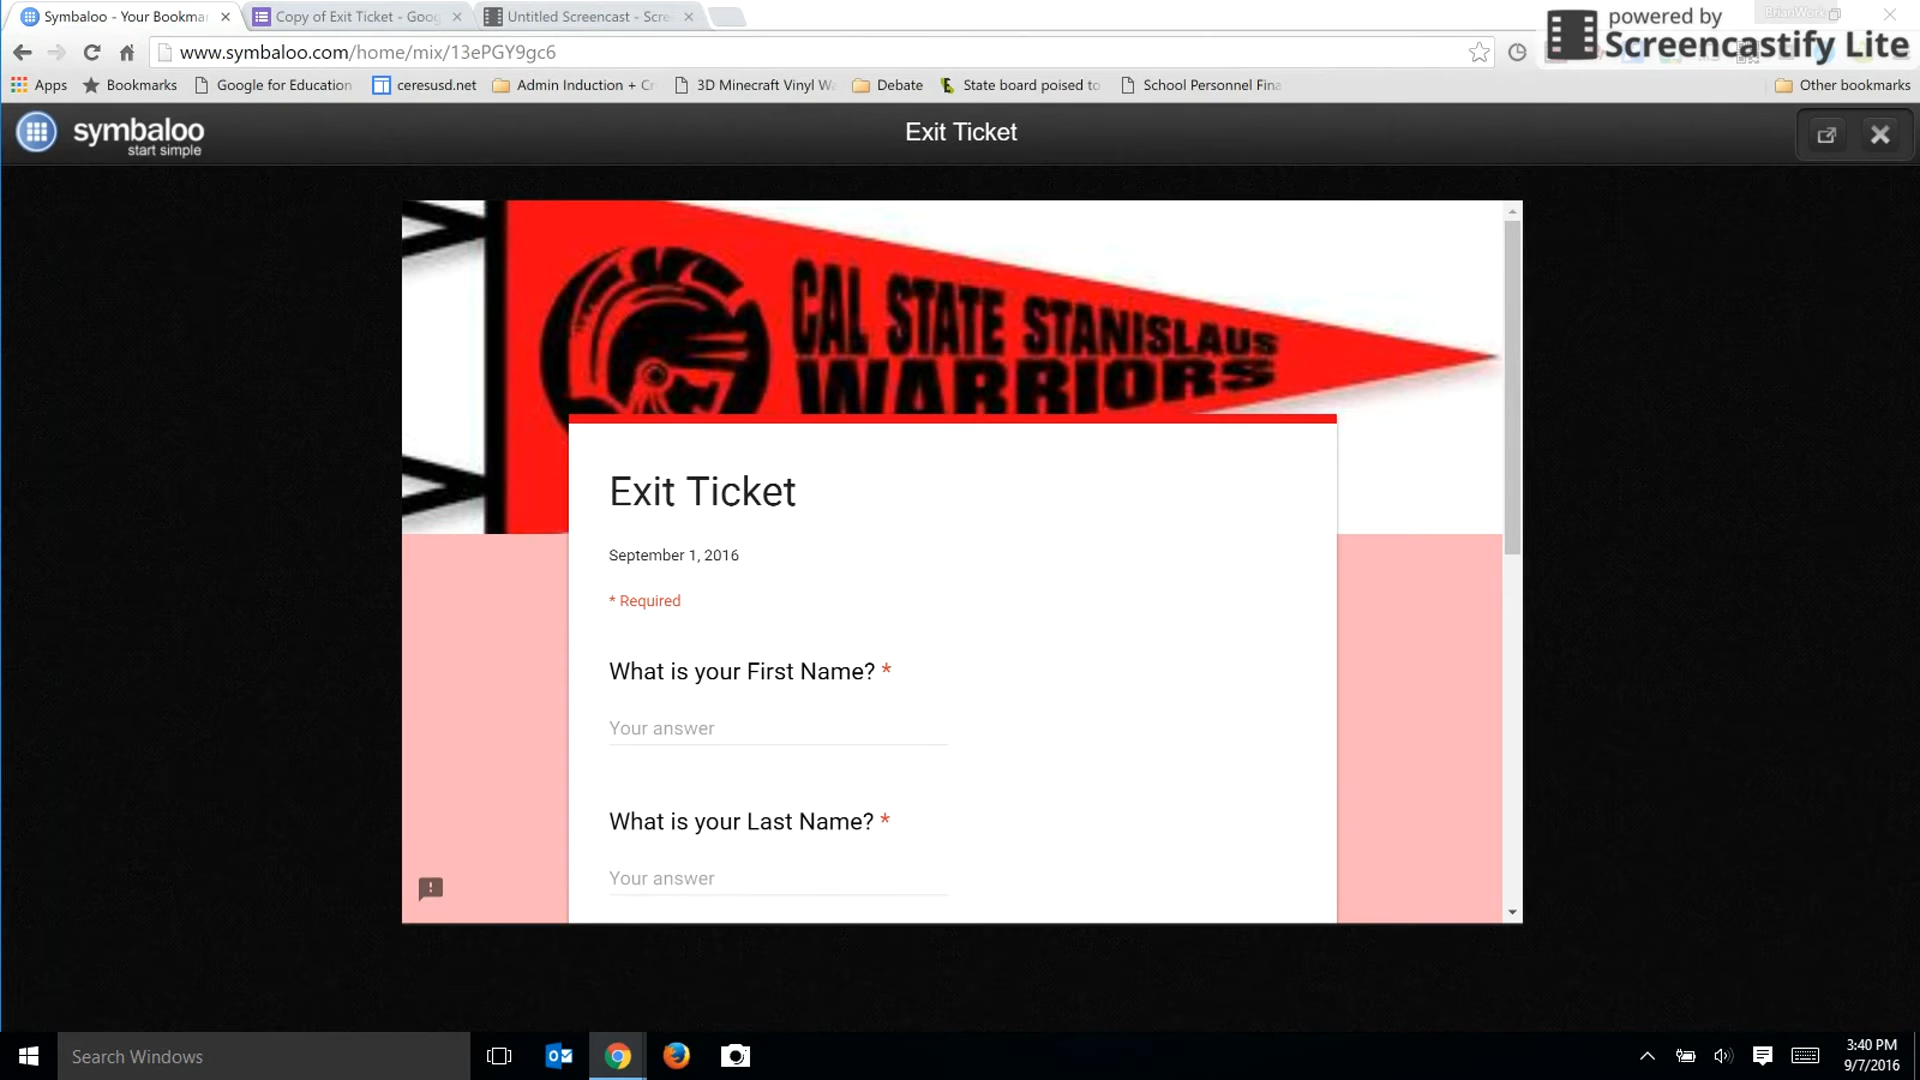 Symbaloo - Your Bookma
Copy of Exit Ticket - Goog
Untitled Screencast - Scre
powered by
BrianWork
Screencastify Lite
www.symbaloo.com/home/mix/13ePGY9gc6
Apps
Bookmarks
Google for Education
ceresusd.net
Admin Induction + Cr
3D Minecraft Vinyl Wa
Debate
State board poised to
School Personnel Fina
Other bookmarks
symbaloo
start simple
Exit Ticket
CAL STATE STANISLAUS
WARRIORS
Exit Ticket
September 1, 2016
* Required
What is your First Name? *
Your answer
What is your Last Name? *
Your answer
Search Windows
3:40 PM
9/7/2016